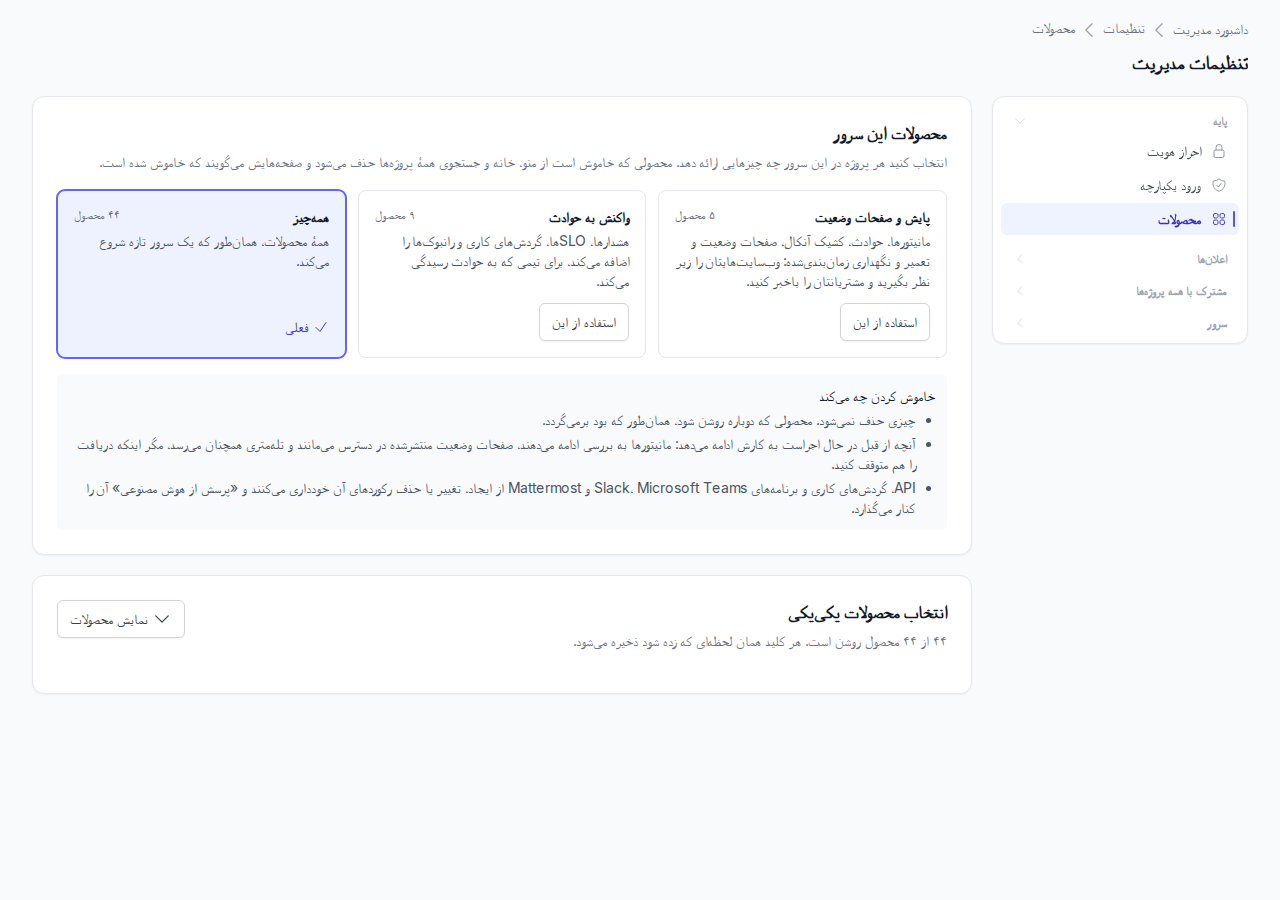 داشبورد مدیریت
تنظیمات
محصولات
تنظیمات مدیریت
پایه
احراز هویت
ورود یکپارچه
محصولات
اعلان‌ها
مشترک با همه پروژه‌ها
سرور
محصولات این سرور
انتخاب کنید هر پروژه در این سرور چه چیزهایی ارائه دهد. محصولی که خاموش است از منو، خانه و جستجوی همهٔ پروژه‌ها حذف می‌شود و صفحه‌هایش می‌گویند که خاموش شده است.
پایش و صفحات وضعیت
۵ محصول
مانیتورها، حوادث، کشیک آنکال، صفحات وضعیت و
تعمیر و نگهداری زمان‌بندی‌شده: وب‌سایت‌هایتان را زیر
نظر بگیرید و مشتریانتان را باخبر کنید.
استفاده از این
واکنش به حوادث
۹ محصول
هشدارها، SLOها، گردش‌های کاری و رانبوک‌ها را
اضافه می‌کند. برای تیمی که به حوادث رسیدگی
می‌کند.
استفاده از این
همه‌چیز
۴۴ محصول
همهٔ محصولات، همان‌طور که یک سرور تازه شروع
می‌کند.
فعلی
خاموش کردن چه می‌کند
چیزی حذف نمی‌شود. محصولی که دوباره روشن شود، همان‌طور که بود برمی‌گردد.
آنچه از قبل در حال اجراست به کارش ادامه می‌دهد: مانیتورها به بررسی ادامه می‌دهند، صفحات وضعیت منتشرشده در دسترس می‌مانند و تله‌متری همچنان می‌رسد، مگر اینکه دریافت
را هم متوقف کنید.
API، گردش‌های کاری و برنامه‌های Slack، Microsoft Teams و Mattermost از ایجاد، تغییر یا حذف رکوردهای آن خودداری می‌کنند و «پرسش از هوش مصنوعی» آن را
کنار می‌گذارد.
انتخاب محصولات یکی‌یکی
۴۴ از ۴۴ محصول روشن است. هر کلید همان لحظه‌ای که زده شود ذخیره می‌شود.
نمایش محصولات